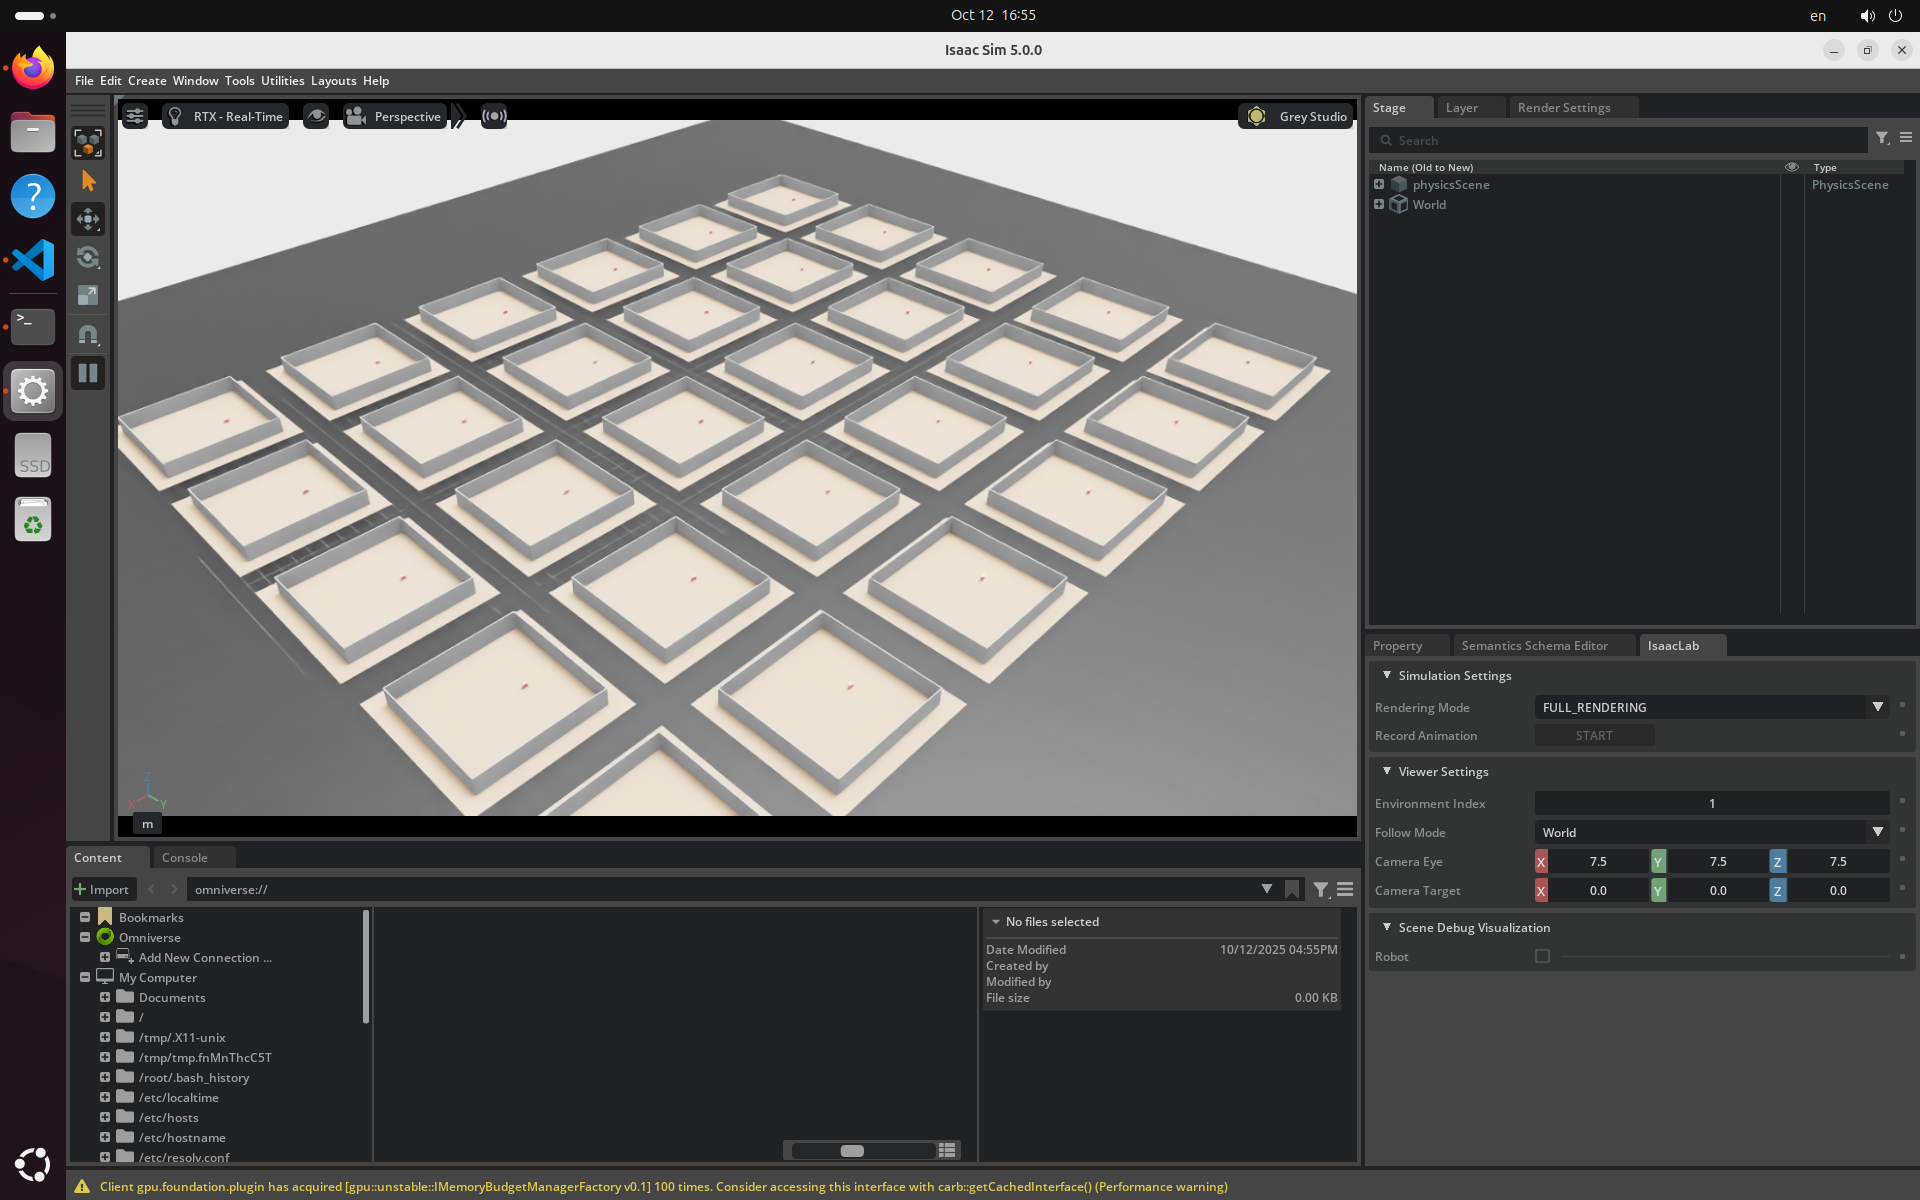 Oct 12 16:55
en
Isaac Sim 5.0.0
File Edit Create Window Tools Utilities Layouts Help
RTX - Real-Time
Perspective
Grey Studio
Stage
Layer
Render Settings
Search
Name (Old to New)
Type
physicsScene
PhysicsScene
World
SSD
Z
X
Y
m
Property
Semantics Schema Editor
IsaacLab
Simulation Settings
Rendering Mode
FULL_RENDERING
Record Animation
START
Viewer Settings
Environment Index
1
Follow Mode
World
Camera Eye
X 7.5 Y 7.5 Z 7.5
Camera Target
X 0.0 Y 0.0 Z 0.0
Scene Debug Visualization
Robot
Content
Console
Import
omniverse://
Bookmarks
Omniverse
Add New Connection ...
My Computer
Documents
/
/tmp/.X11-unix
/tmp/tmp.fnMnThcC5T
/root/.bash_history
/etc/localtime
/etc/hosts
/etc/hostname
/etc/resolv.conf
No files selected
Date Modified 10/12/2025 04:55PM
Created by
Modified by
File size 0.00 KB
Client gpu.foundation.plugin has acquired [gpu::unstable::IMemoryBudgetManagerFactory v0.1] 100 times. Consider accessing this interface with carb::getCachedInterface() (Performance warning)